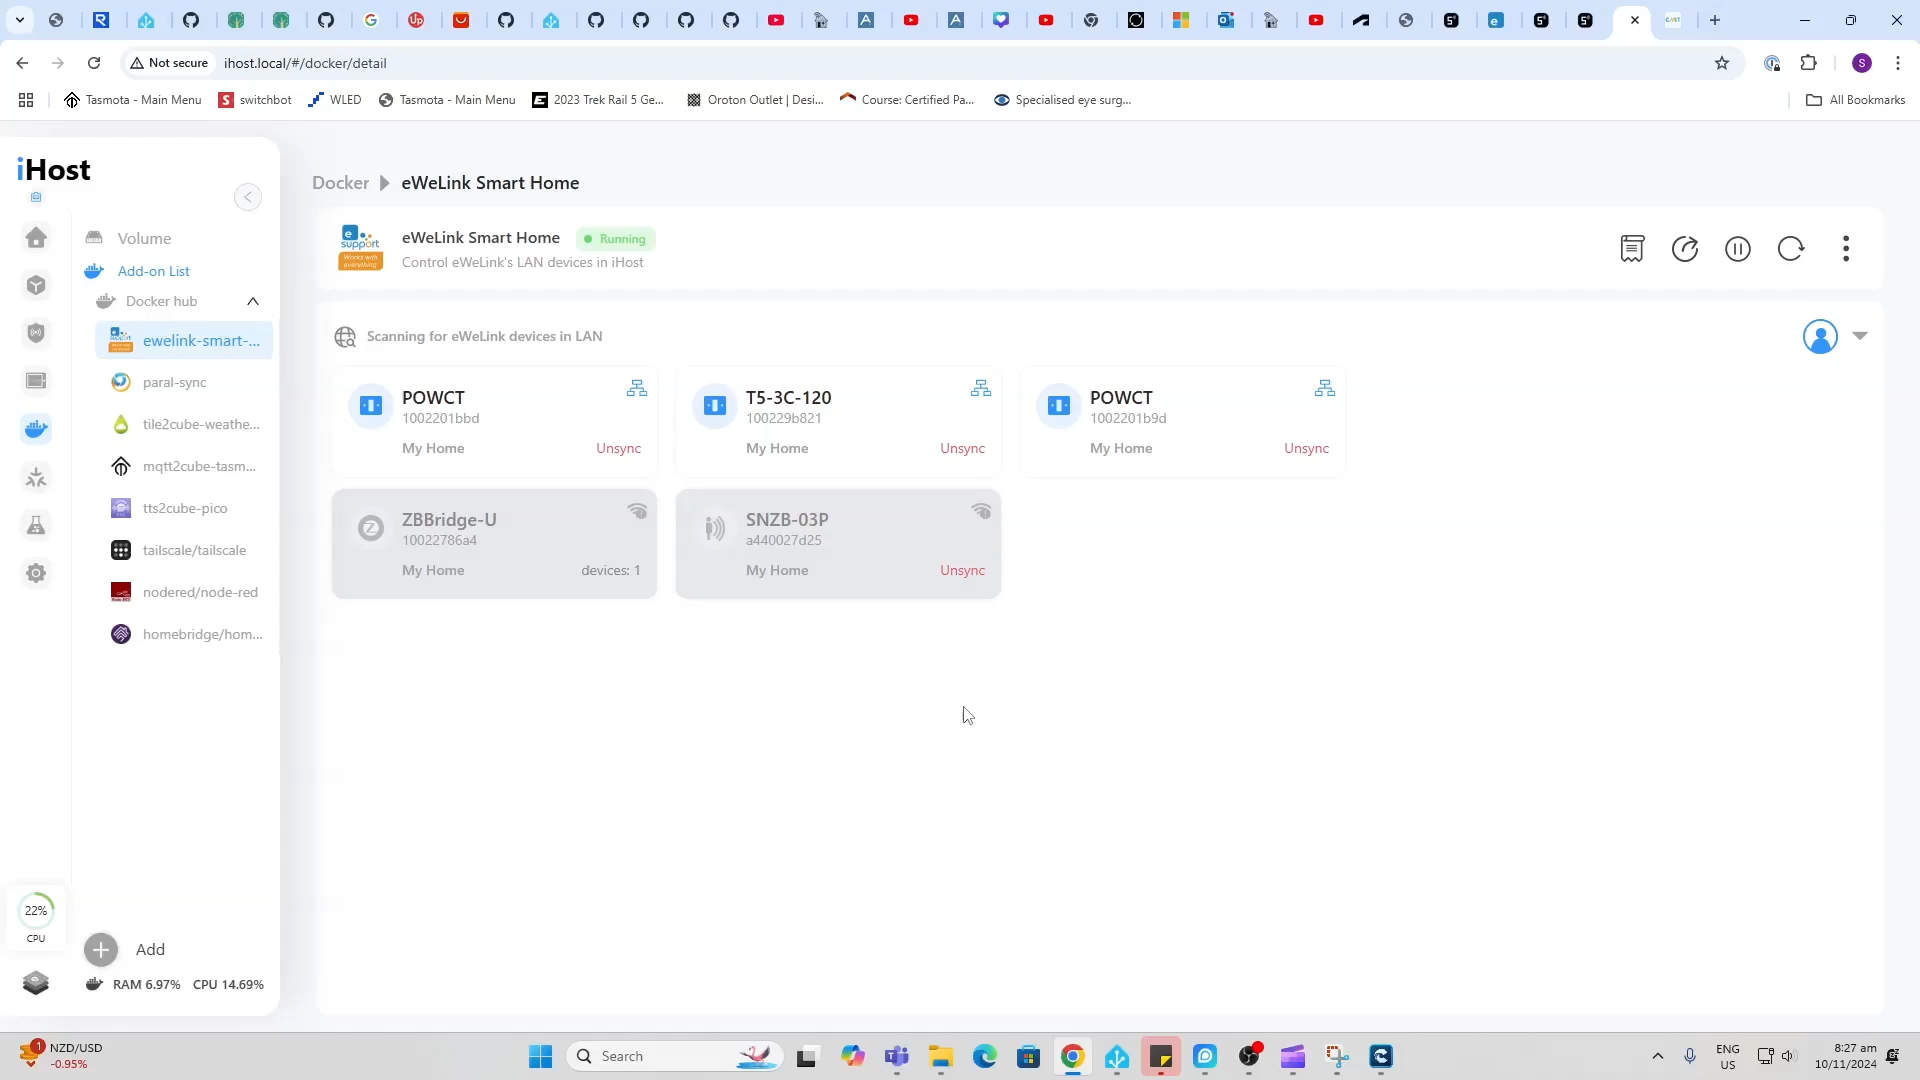 Not secure
ihost.local/#/docker/detail
Tasmota - Main Menu
switchbot
WLED
Tasmota - Main Menu
2023 Trek Rail 5 Ge...
Oroton Outlet | Desi...
Course: Certified Pa...
Specialised eye surg...
All Bookmarks
iHost
Volume
Add-on List
Docker hub
ewelink-smart-...
paral-sync
tile2cube-weathe...
mqtt2cube-tasm...
tts2cube-pico
tailscale/tailscale
nodered/node-red
homebridge/hom...
22%
CPU
Add
RAM 6.97% CPU 14.69%
Docker
eWeLink Smart Home
eWeLink Smart Home
Running
Control eWeLink's LAN devices in iHost
Scanning for eWeLink devices in LAN
POWCT
1002201bbd
My Home
Unsync
T5-3C-120
100229b821
My Home
Unsync
POWCT
1002201b9d
My Home
Unsync
ZBBridge-U
10022786a4
My Home
devices: 1
SNZB-03P
a440027d25
My Home
Unsync
1
NZD/USD
-0.95%
Search
ENG
US
8:27 am
10/11/2024